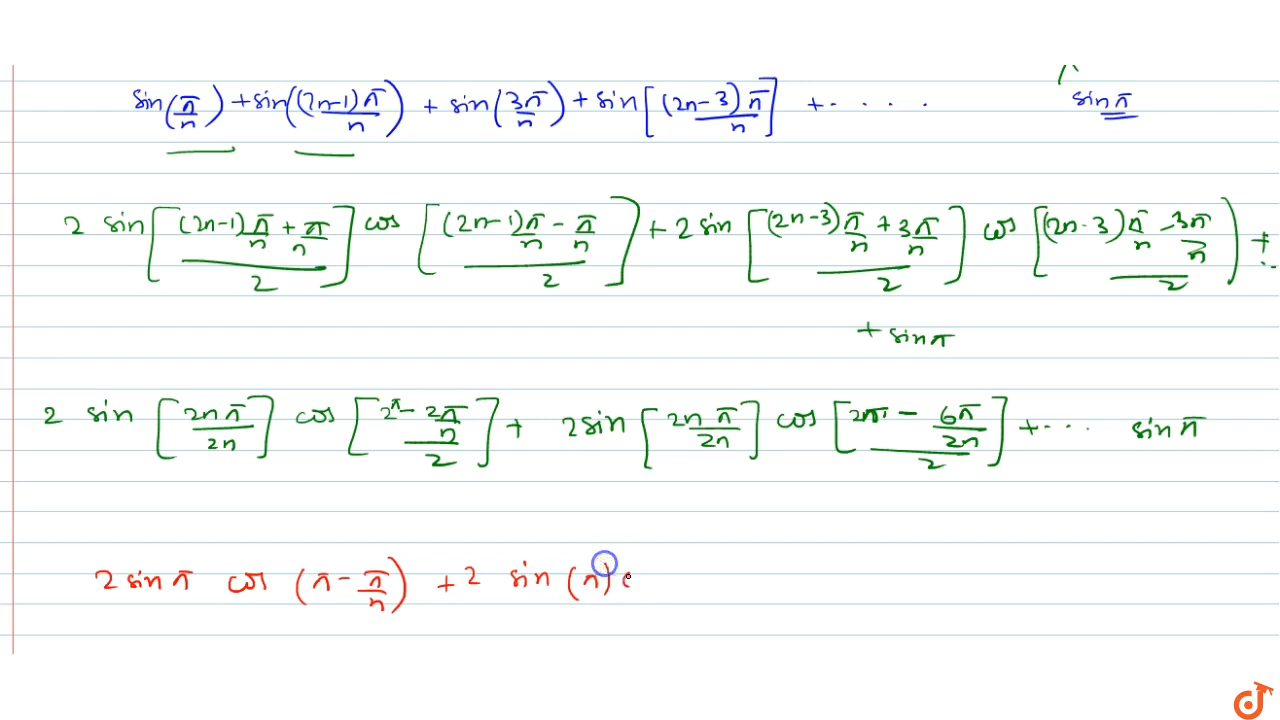 sin(π/n) + sin((2n-1)π/n) + sin(3π/n) + sin[(2n-3)π/n] + .... sin π
2 sin[((2n-1)π/n + π/n)/2] cos[((2n-1)π/n - π/n)/2] + 2 sin[((2n-3)π/n + 3π/n)/2] cos[((2n-3)π/n - 3π/n)/2] + ...
+ sin π
2 sin[2nπ/2n] cos[(2π - 2π/n)/2] + 2 sin[2nπ/2n] cos[(2π - 6π/2n)/2] + ... sin π
2 sin π cos(π - π/n) + 2 sin(π) c